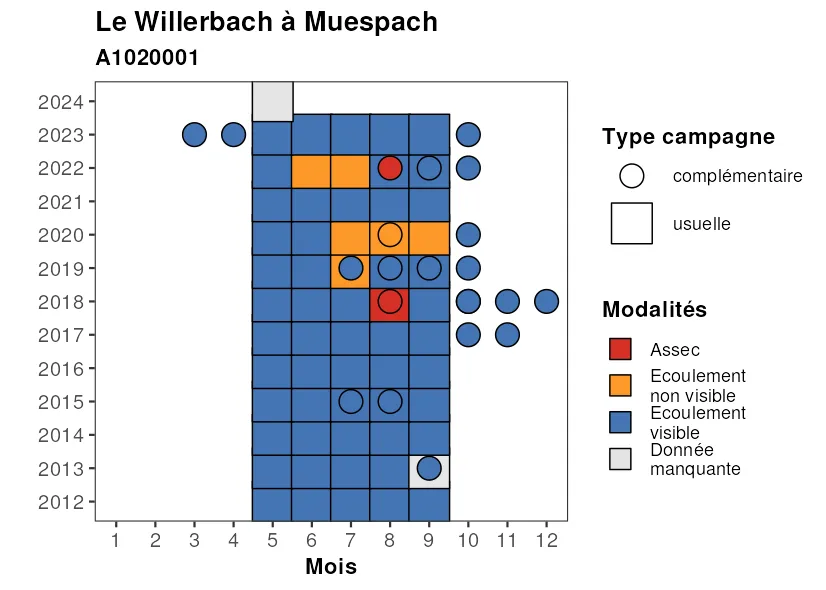 Le Willerbach à Muespach
A1020001
2024
2023
2022
2021
2020
2019
2018
2017
2016
2015
2014
2013
2012
1 2 3 4 5 6 7 8 9 10 11 12
Mois
Type campagne
complémentaire
usuelle
Modalités
Assec
Ecoulement
non visible
Ecoulement
visible
Donnée
manquante